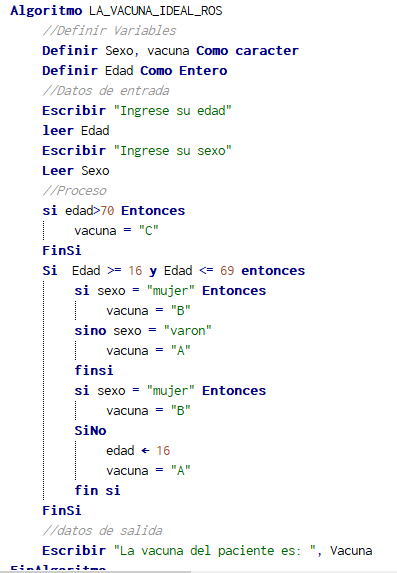 Algoritmo LA_VACUNA_IDEAL_ROS
//Definir Variables
Definir Sexo, vacuna Como caracter
Definir Edad Como Entero
//Datos de entrada
Escribir "Ingrese su edad"
leer Edad
Escribir "Ingrese su sexo"
Leer Sexo
//Proceso
si edad>70 Entonces
vacuna = "C"
FinSi
Si Edad >= 16 y Edad <= 69 entonces
si sexo = "mujer" Entonces
vacuna = "B"
sino sexo = "varon"
vacuna = "A"
finsi
si sexo = "mujer" Entonces
vacuna = "B"
SiNo
edad ← 16
vacuna = "A"
fin si
FinSi
//datos de salida
Escribir "La vacuna del paciente es: ", Vacuna
FinAlgoritmo